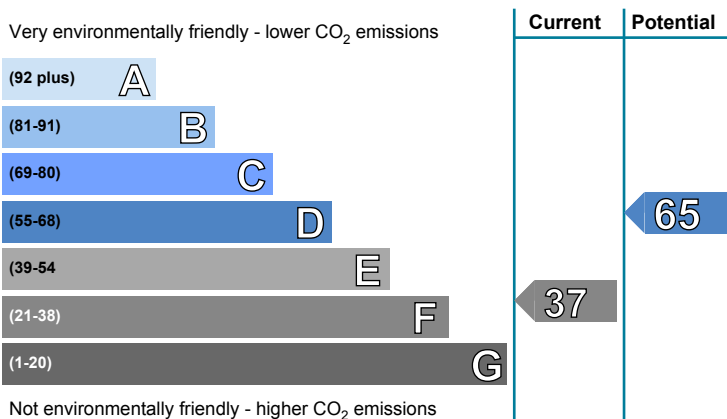 Current Potential
Very environmentally friendly - lower CO2 emissions
(92 plus) A
(81-91) B
(69-80) C
(55-68) D
65
(39-54 E
(21-38) F
37
(1-20) G
Not environmentally friendly - higher CO2 emissions